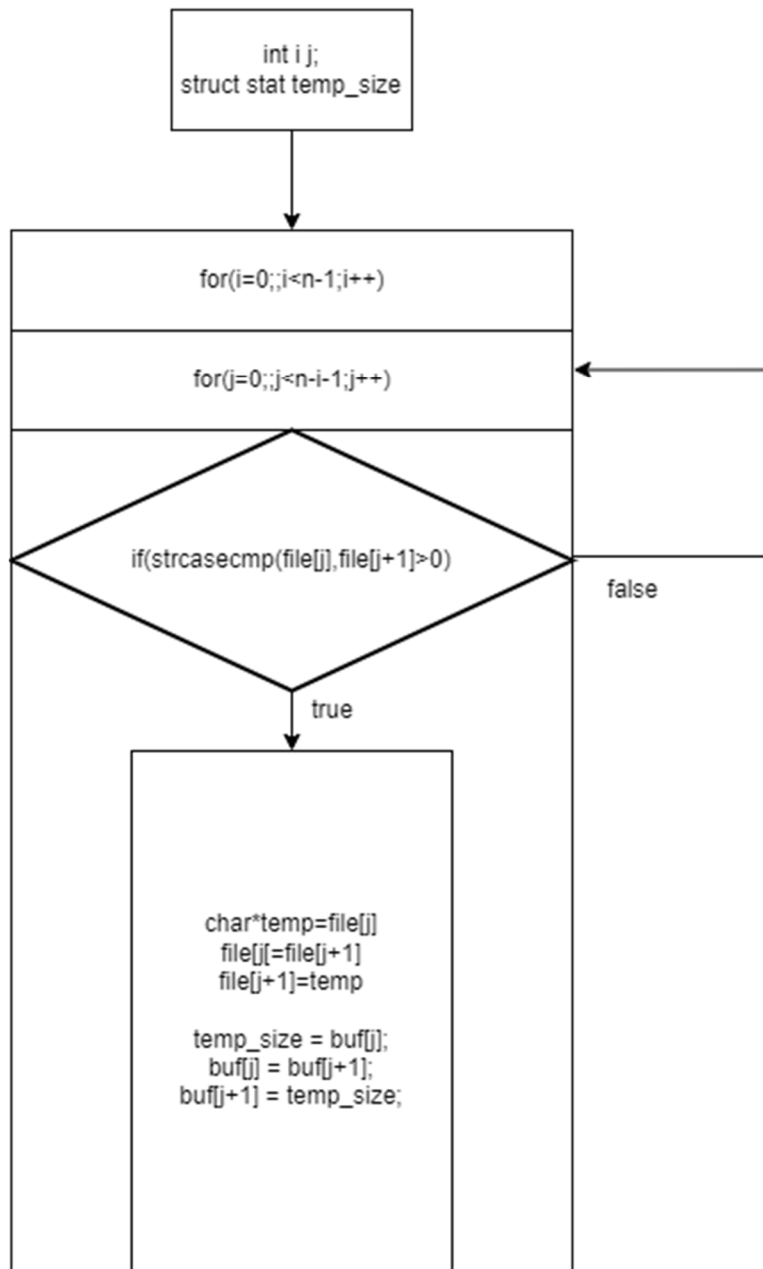 int i j;
struct stat temp_size
for(i=0;;i<n-1;i++)
for(j=0;;j<n-i-1;j++)
if(strcasecmp(file[j],file[j+1]>0)
false
true
char*temp=file[j]
file[j[=file[j+1]
file[j+1]=temp
temp_size = buf[j];
buf[j] = buf[j+1];
buf[j+1] = temp_size;